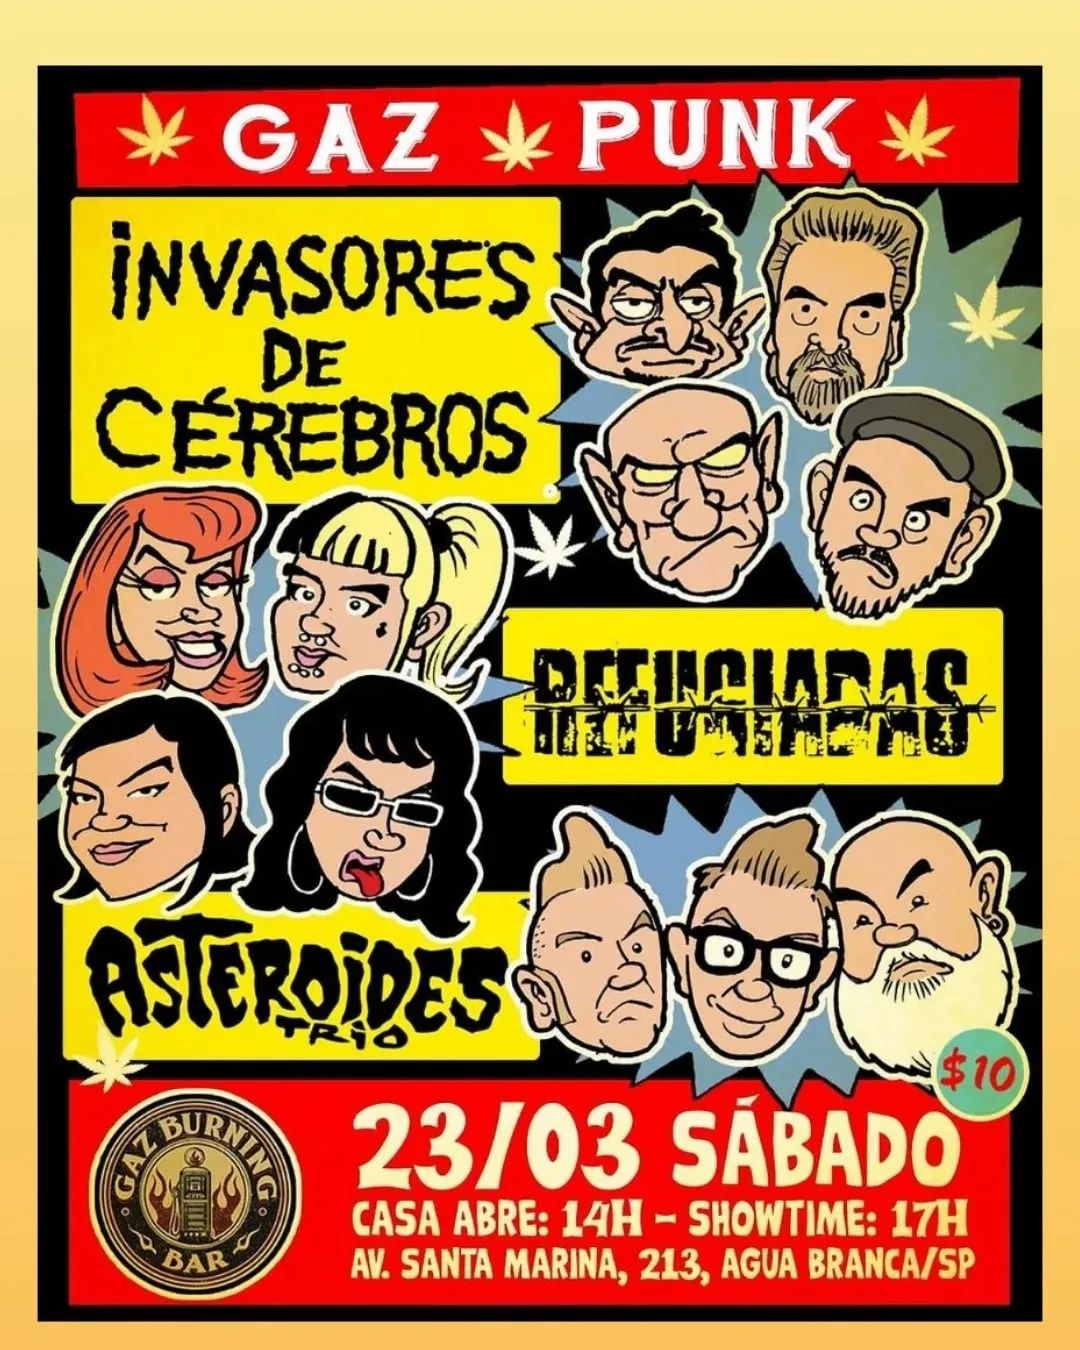 GAZ PUNK
iNVASORES
DE
CÉREBROS
REFUGIADAS
ASTEROiDES
TRiO
$10
GAZ BURNING
BAR
23/03 SÁBADO
CASA ABRE: 14H - SHOWTIME: 17H
AV. SANTA MARINA, 213, AGUA BRANCA/SP